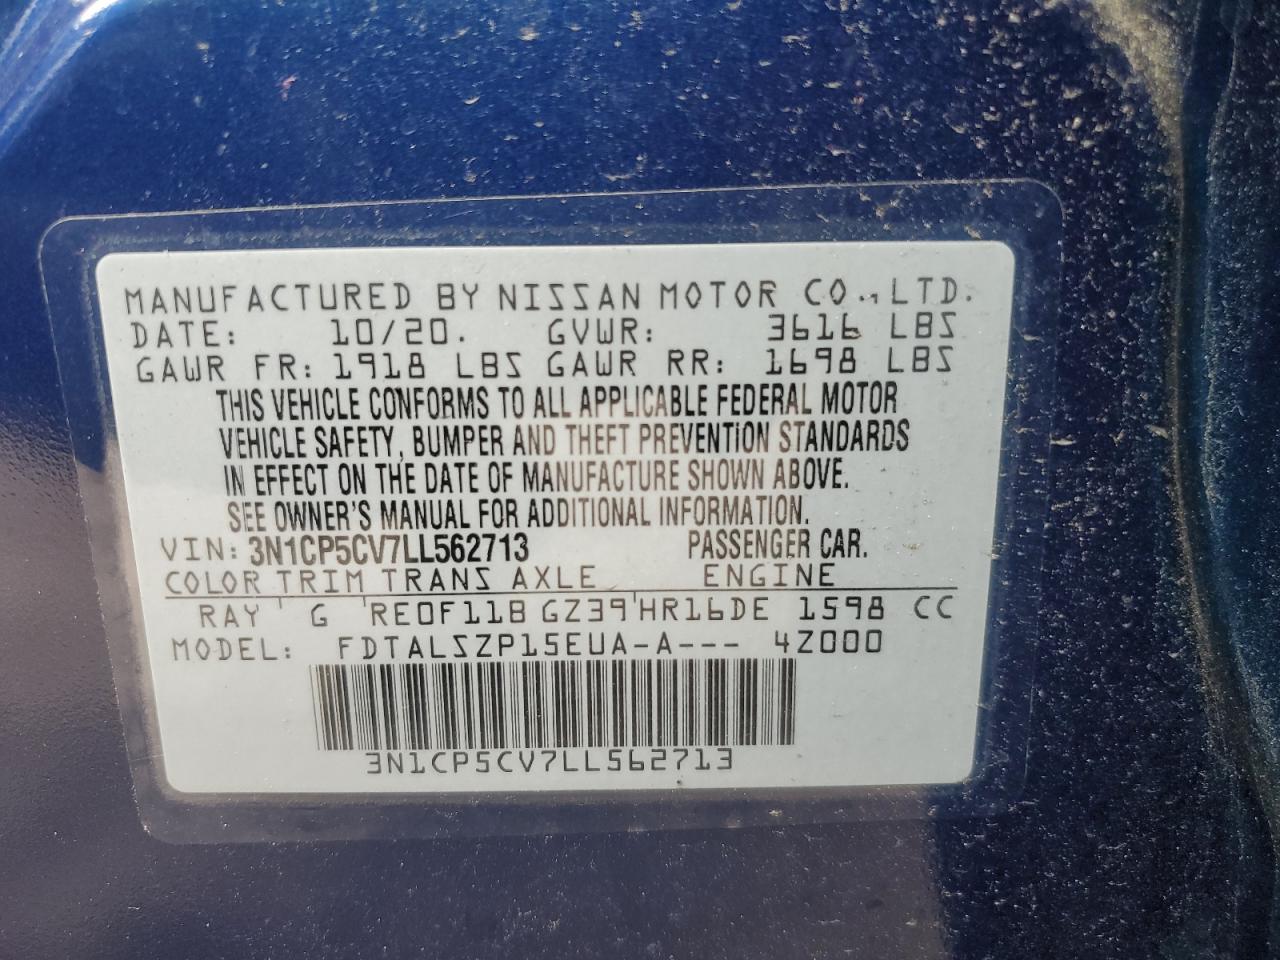 MANUFACTURED BY NISSAN MOTOR CO., LTD.
DATE: 10/20. GVWR: 3616 LBS
GAWR FR: 1918 LBS GAWR RR: 1698 LBS
THIS VEHICLE CONFORMS TO ALL APPLICABLE FEDERAL MOTOR
VEHICLE SAFETY, BUMPER AND THEFT PREVENTION STANDARDS
IN EFFECT ON THE DATE OF MANUFACTURE SHOWN ABOVE.
SEE OWNER'S MANUAL FOR ADDITIONAL INFORMATION.
VIN: 3N1CP5CV7LL562713 PASSENGER CAR.
COLOR TRIM TRANS AXLE ENGINE
RAY ' G ' RE0F11B GZ39'HR16DE 1598 CC
MODEL: FDTALSZP15EUA-A--- 4Z000
3N1CP5CV7LL562713